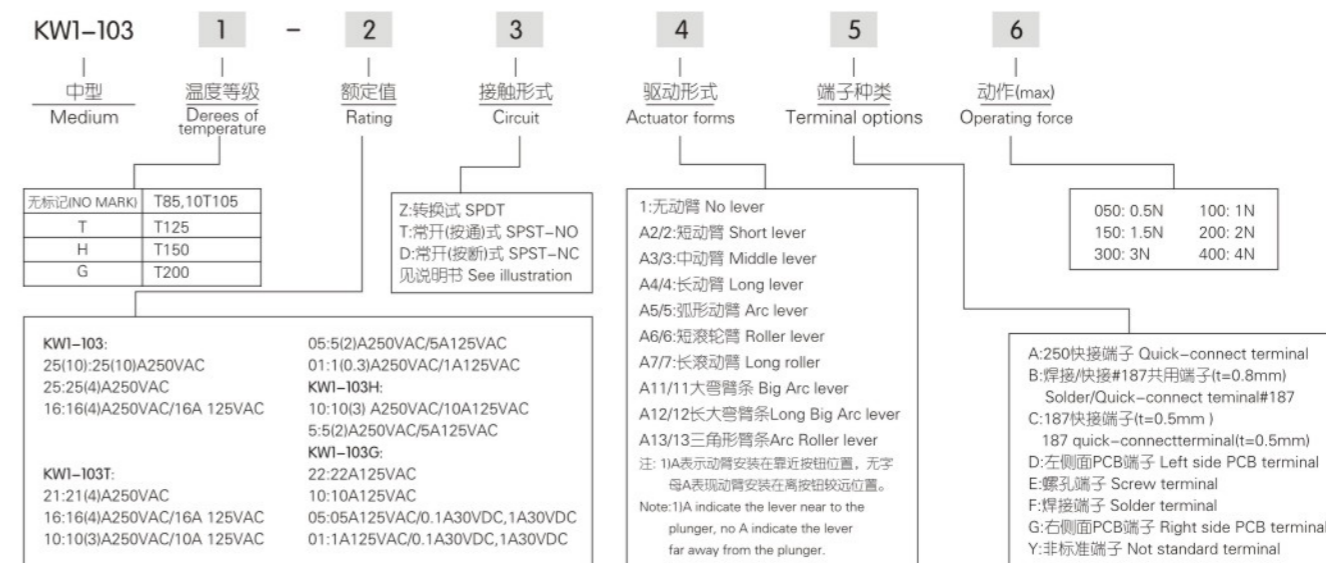 KW1-103 1 - 2 3 4 5 6
中型 温度等级 额定值 接触形式 驱动形式 端子种类 动作(max)
Medium Derees of Rating Circuit Actuator forms Terminal options Operating force
temperature
无标记(NO MARK) T85,10T105
T T125
H T150
G T200
Z:转换试 SPDT
T:常开(按通)式 SPST-NO
D:常开(按断)式 SPST-NC
见说明书 See illustration
KW1-103:
25(10):25(10)A250VAC
25:25(4)A250VAC
16:16(4)A250VAC/16A 125VAC
KW1-103T:
21:21(4)A250VAC
16:16(4)A250VAC/16A 125VAC
10:10(3)A250VAC/10A 125VAC
05:5(2)A250VAC/5A125VAC
01:1(0.3)A250VAC/1A125VAC
KW1-103H:
10:10(3) A250VAC/10A125VAC
5:5(2)A250VAC/5A125VAC
KW1-103G:
22:22A125VAC
10:10A125VAC
05:05A125VAC/0.1A30VDC,1A30VDC
01:1A125VAC/0.1A30VDC,1A30VDC
1:无动臂 No lever
A2/2:短动臂 Short lever
A3/3:中动臂 Middle lever
A4/4:长动臂 Long lever
A5/5:弧形动臂 Arc lever
A6/6:短滚轮臂 Roller lever
A7/7:长滚动臂 Long roller
A11/11大弯臂条 Big Arc lever
A12/12长大弯臂条Long Big Arc lever
A13/13三角形臂条Arc Roller lever
注: 1)A表示动臂安装在靠近按钮位置，无字
母A表现动臂安装在离按钮较远位置。
Note:1)A indicate the lever near to the
plunger, no A indicate the lever
far away from the plunger.
050: 0.5N 100: 1N
150: 1.5N 200: 2N
300: 3N 400: 4N
A:250快接端子 Quick-connect terminal
B:焊接/快接#187共用端子(t=0.8mm)
Solder/Quick-connect teminal#187
C:187快接端子(t=0.5mm )
187 quick-connectterminal(t=0.5mm)
D:左侧面PCB端子 Left side PCB terminal
E:螺孔端子 Screw terminal
F:焊接端子 Solder terminal
G:右侧面PCB端子 Right side PCB terminal
Y:非标准端子 Not standard terminal